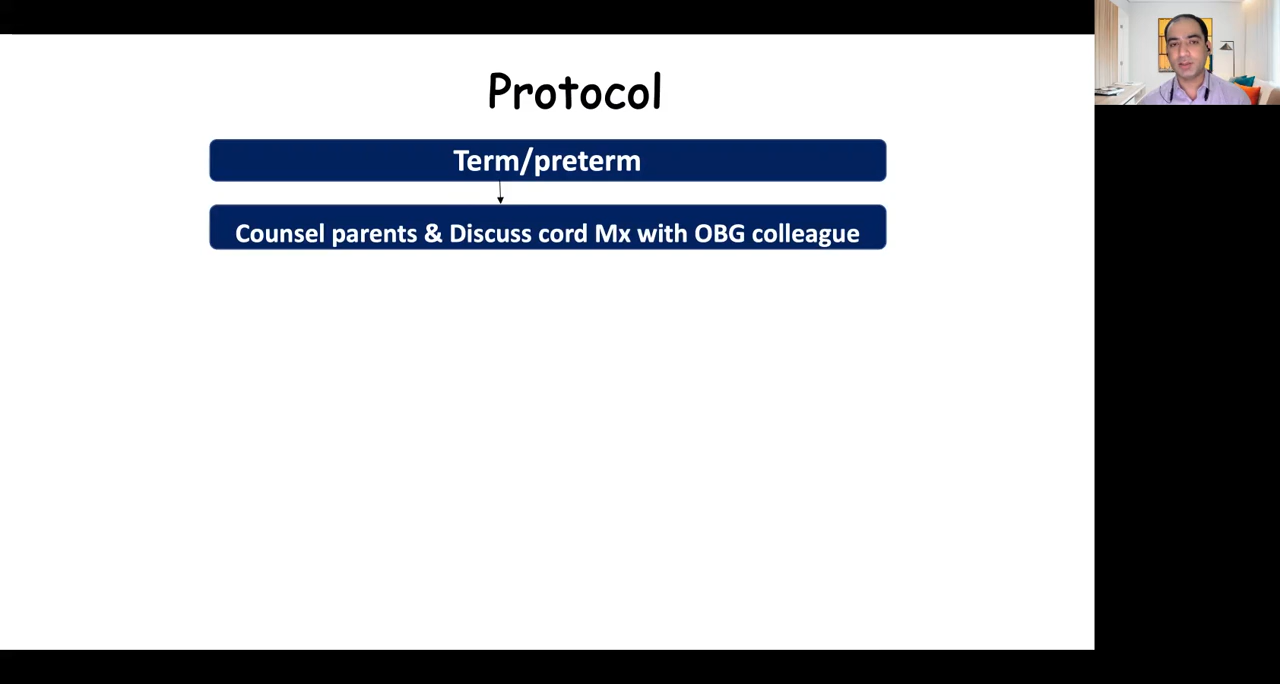 Protocol
Term/preterm
Counsel parents & Discuss cord Mx with OBG colleague